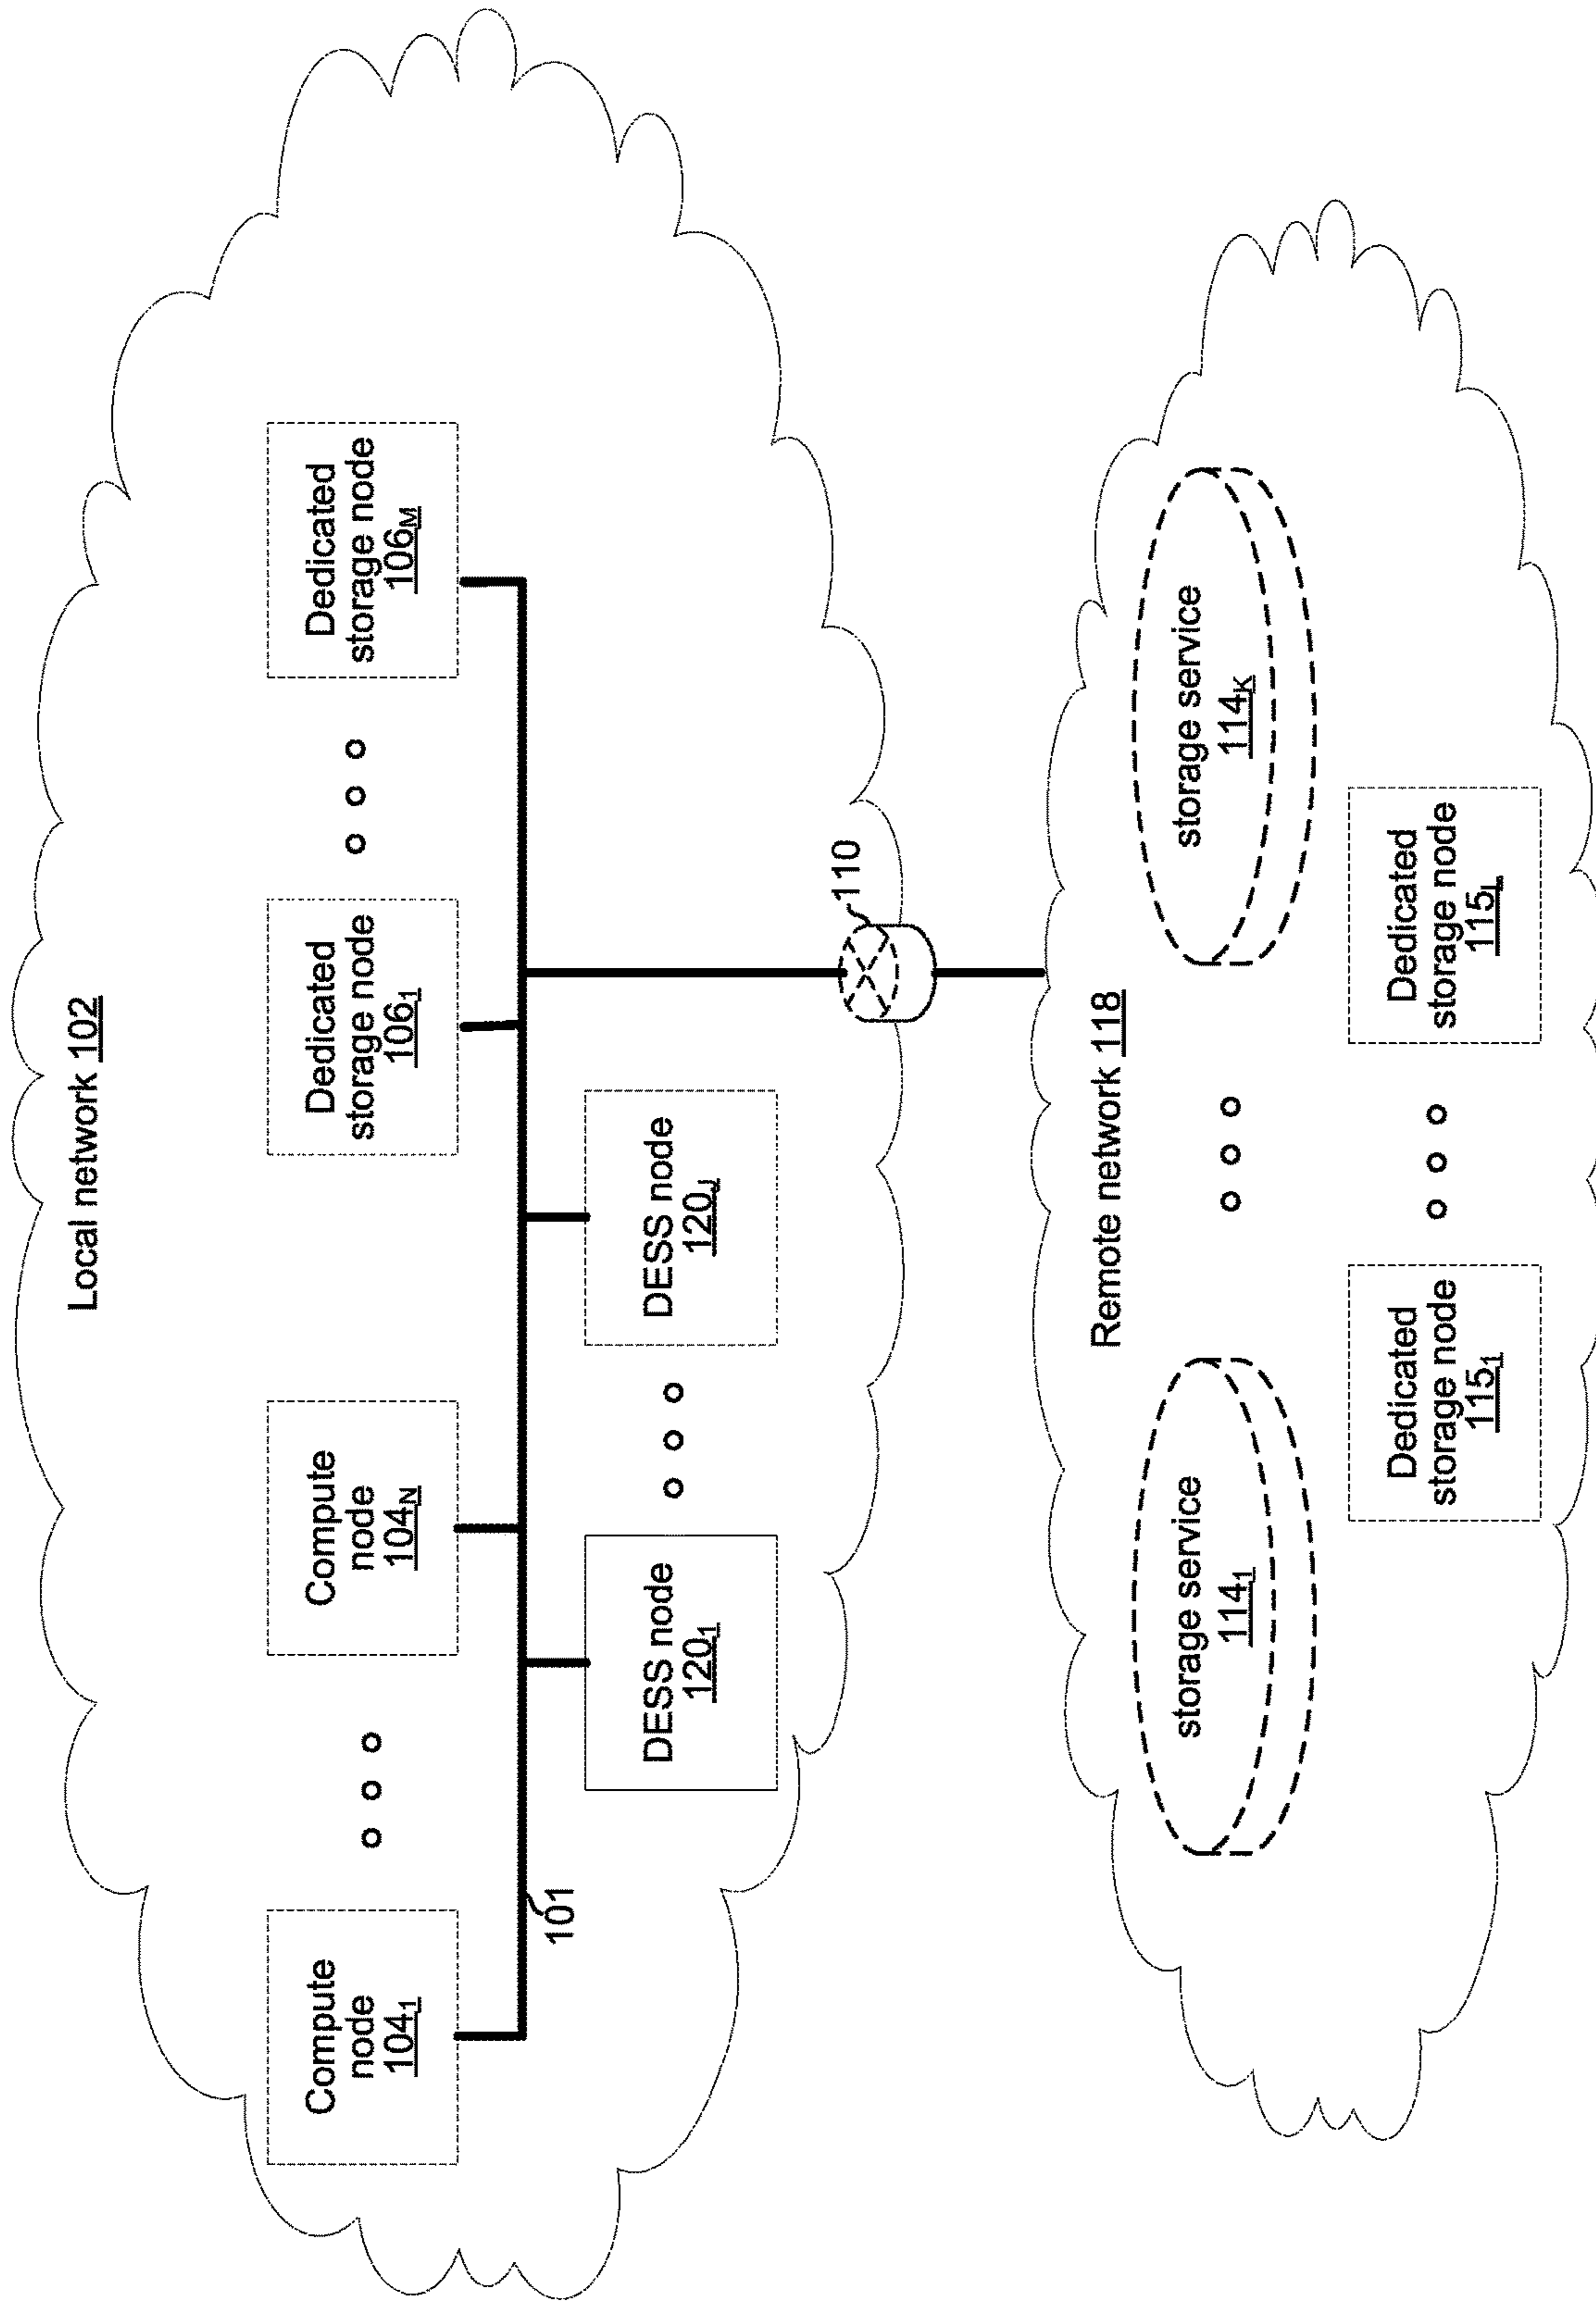 Local network 102
Compute
node
104₁
Compute
node
104N
Dedicated
storage node
106₁
Dedicated
storage node
106M
101
DESS node
120₁
DESS node
120J
110
Remote network 118
storage service
114₁
storage service
114K
Dedicated
storage node
115₁
Dedicated
storage node
115L